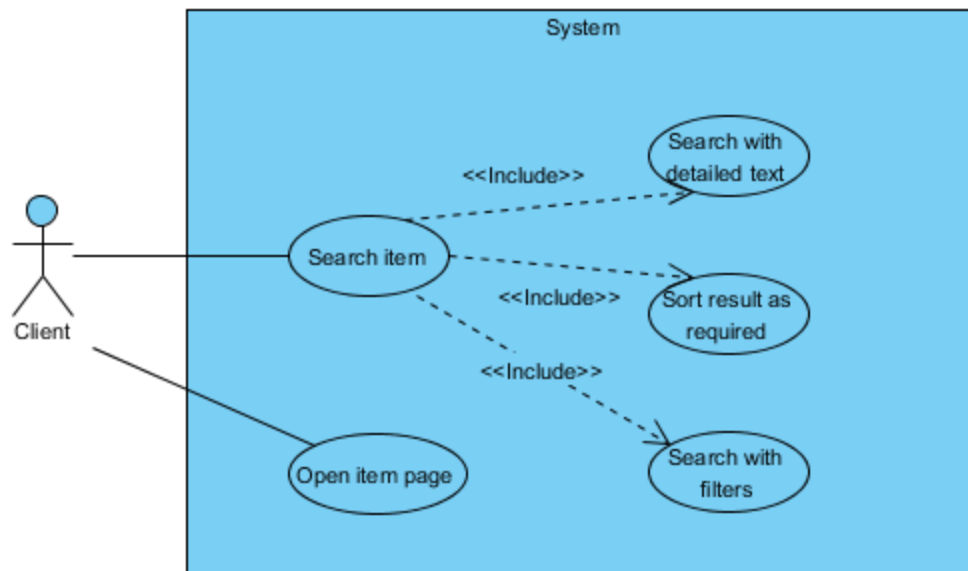 System
Search with
detailed text
<<Include>>
Search item
<<Include>>
Sort result as
required
Client
<<Include>>
Search with
filters
Open item page